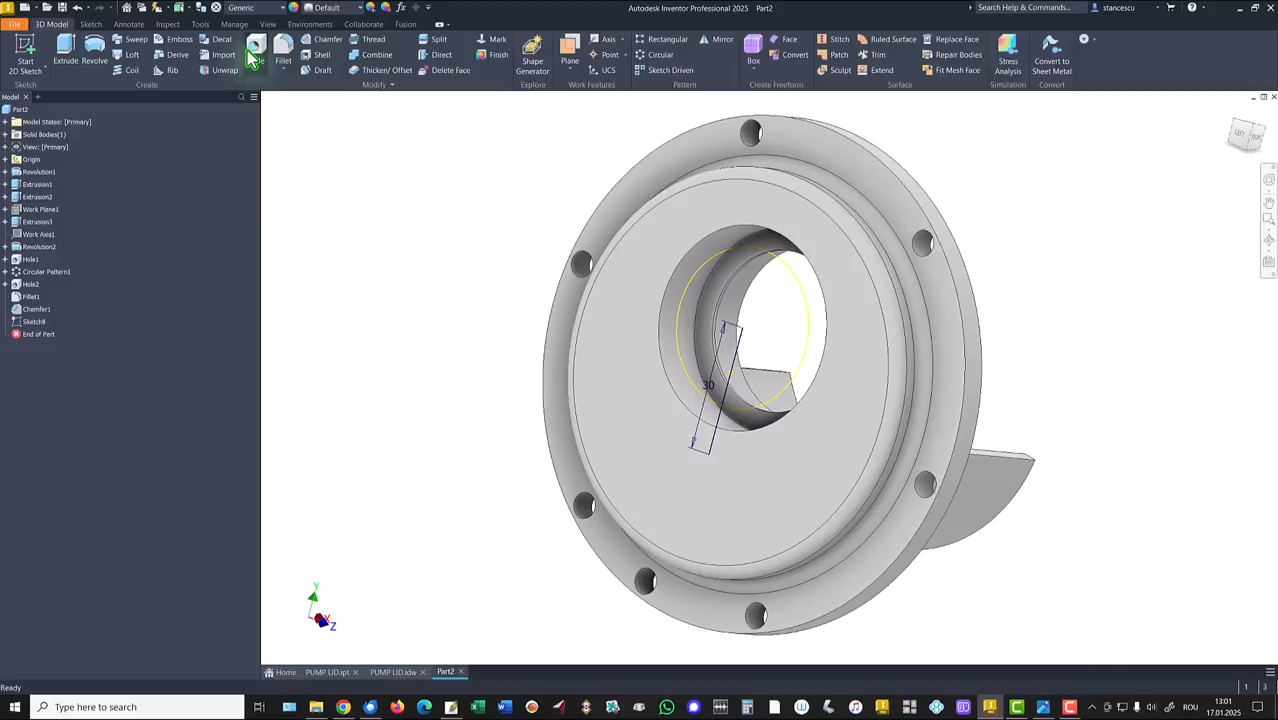 Generic
Default
Autodesk Inventor Professional 2025 Part2
Search Help & Commands...
stancescu
File 3D Model Sketch Annotate Inspect Tools Manage View Environments Collaborate Fusion
Start
2D Sketch
Extrude
Revolve
Sweep Emboss Decal
Loft Derive Import
Coil Rib Unwrap
Fillet
Chamfer Thread Split
Shell Combine Direct
Draft Thicken/ Offset Delete Face
Mark
Finish
Shape
Generator
Plane
Axis
Point
UCS
Rectangular Mirror
Circular
Sketch Driven
Box
Face
Convert
Stitch Ruled Surface Replace Face
Patch Trim Repair Bodies
Sculpt Extend Fit Mesh Face
Stress
Analysis
Convert to
Sheet Metal
Sketch Create Modify Explore Work Features Pattern Create Freeform Surface Simulation Convert
Model
Part2
Model States: [Primary]
Solid Bodies(1)
View: [Primary]
Origin
Revolution1
Extrusion1
Extrusion2
Work Plane1
Extrusion3
Work Axis1
Revolution2
Hole1
Circular Pattern1
Hole2
Fillet1
Chamfer1
Sketch8
End of Part
LEFT
30
Y
X
Z
Home PUMP LID.ipt PUMP LID.idw Part2
Ready
1 3
Type here to search
ROU
13:01
17.01.2025